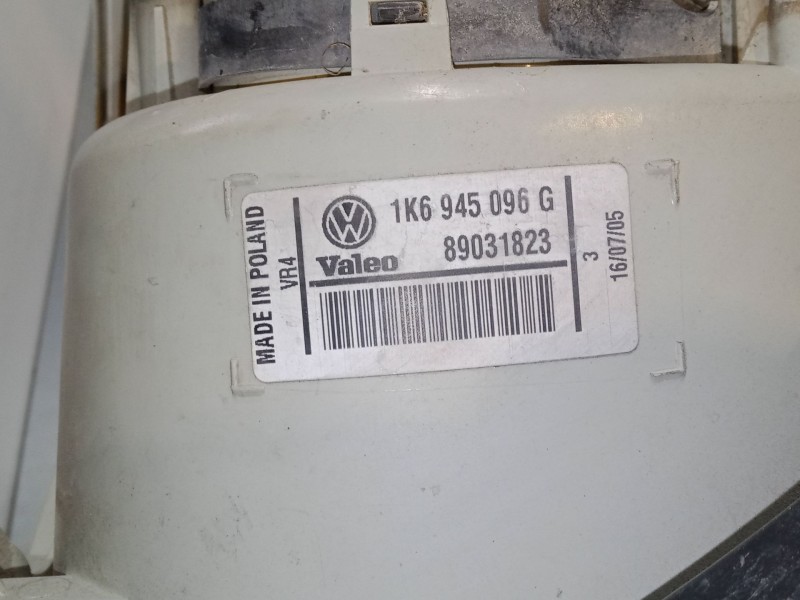 MADE IN POLAND
VR4
1K6 945 096 G
Valeo 89031823
3
16/07/05